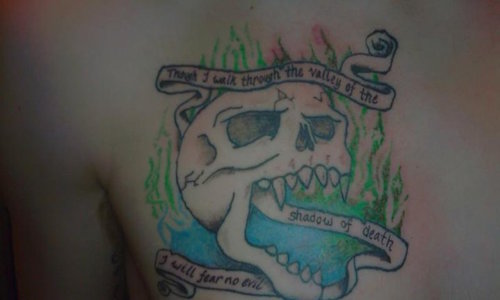 Though I walk through the valley of the
shadow of death
I will fear no evil